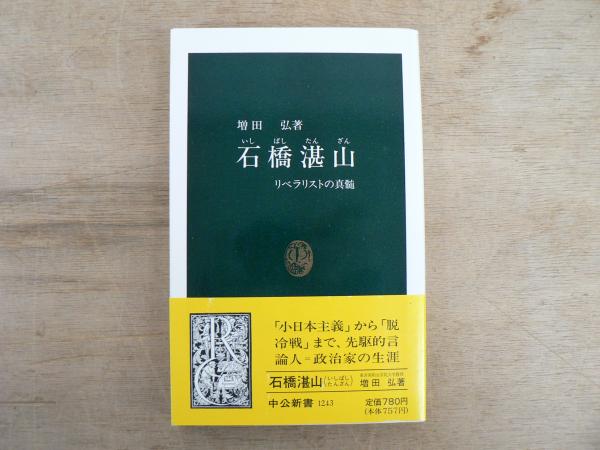 増田 弘著
いし ばし たん ざん
石橋湛山
リベラリストの真髄
「小日本主義」から「脱
冷戦」まで、先駆的言
論人=政治家の生涯
石橋湛山(いしばしたんざん) 増田 弘著
中公新書 1243
定価780円
(本体757円)